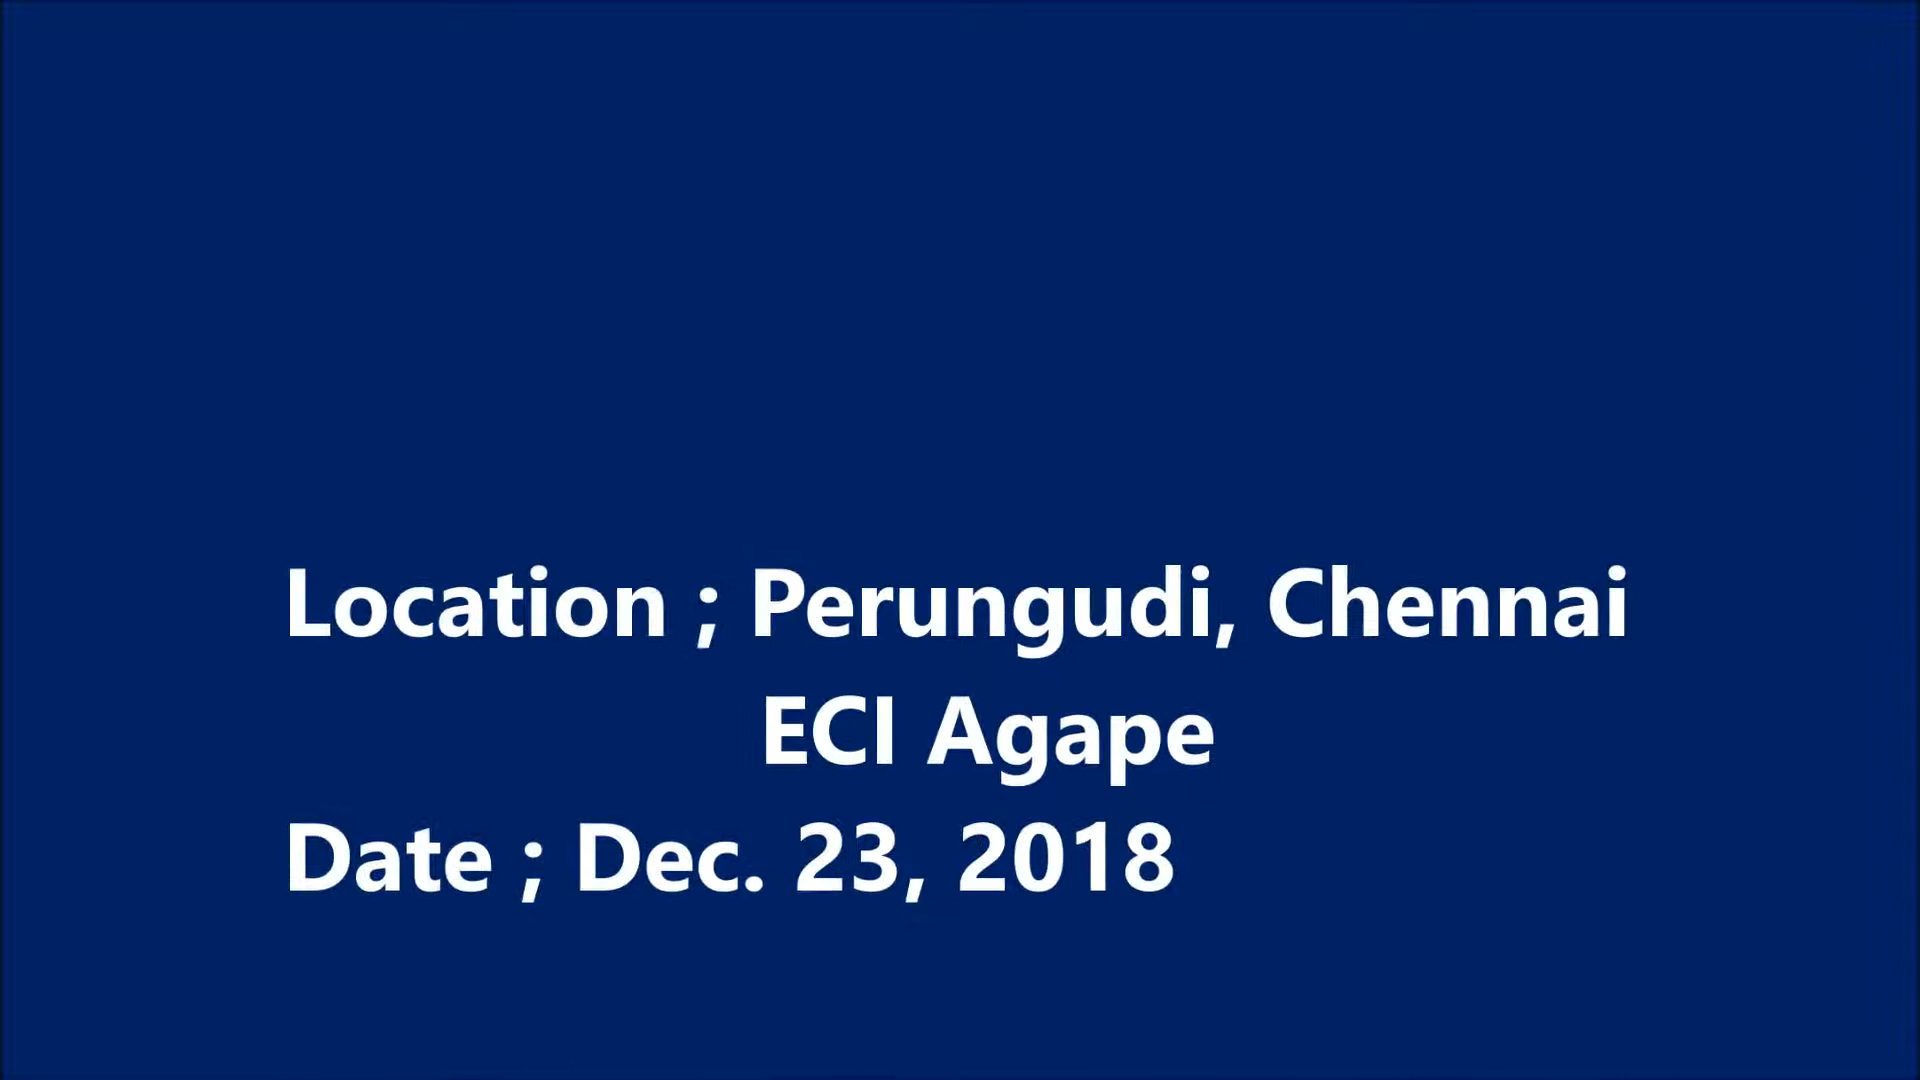 Location ; Perungudi, Chennai
ECI Agape
Date ; Dec. 23, 2018